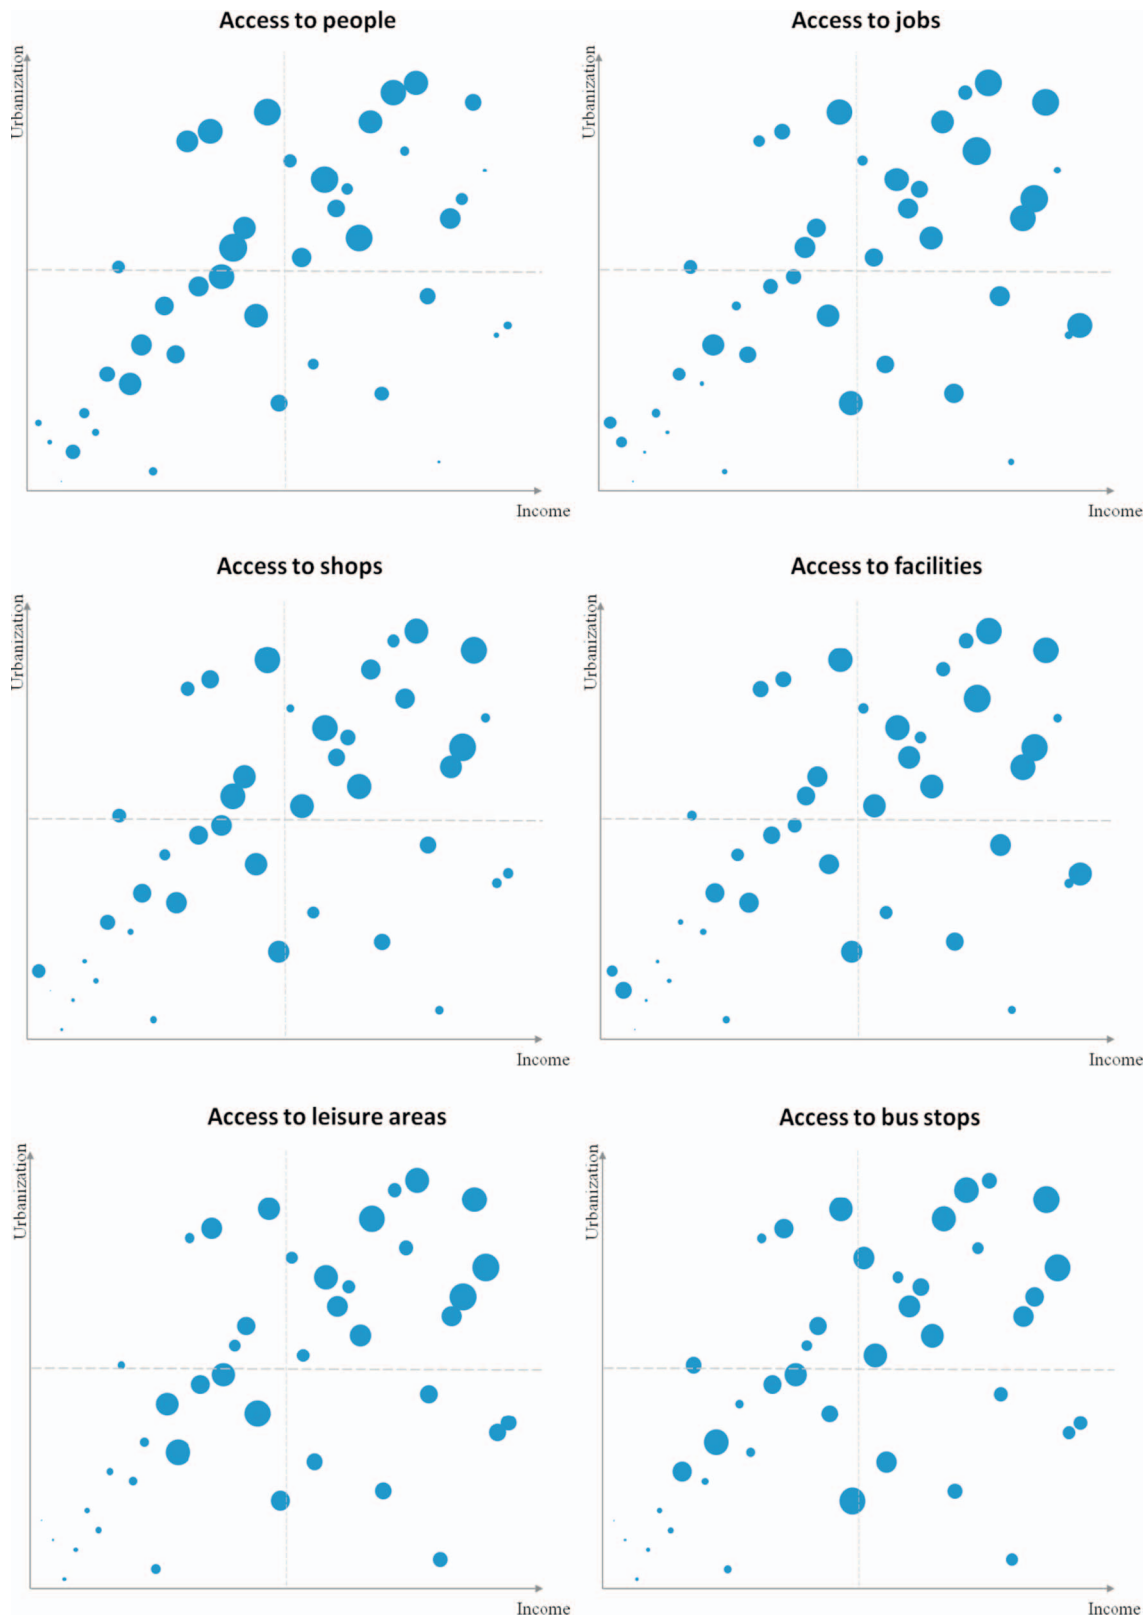 Access to people
Access to jobs
Urbanization
Urbanization
Income
Income
Access to shops
Access to facilities
Urbanization
Urbanization
Income
Income
Access to leisure areas
Access to bus stops
Urbanization
Urbanization
Income
Income